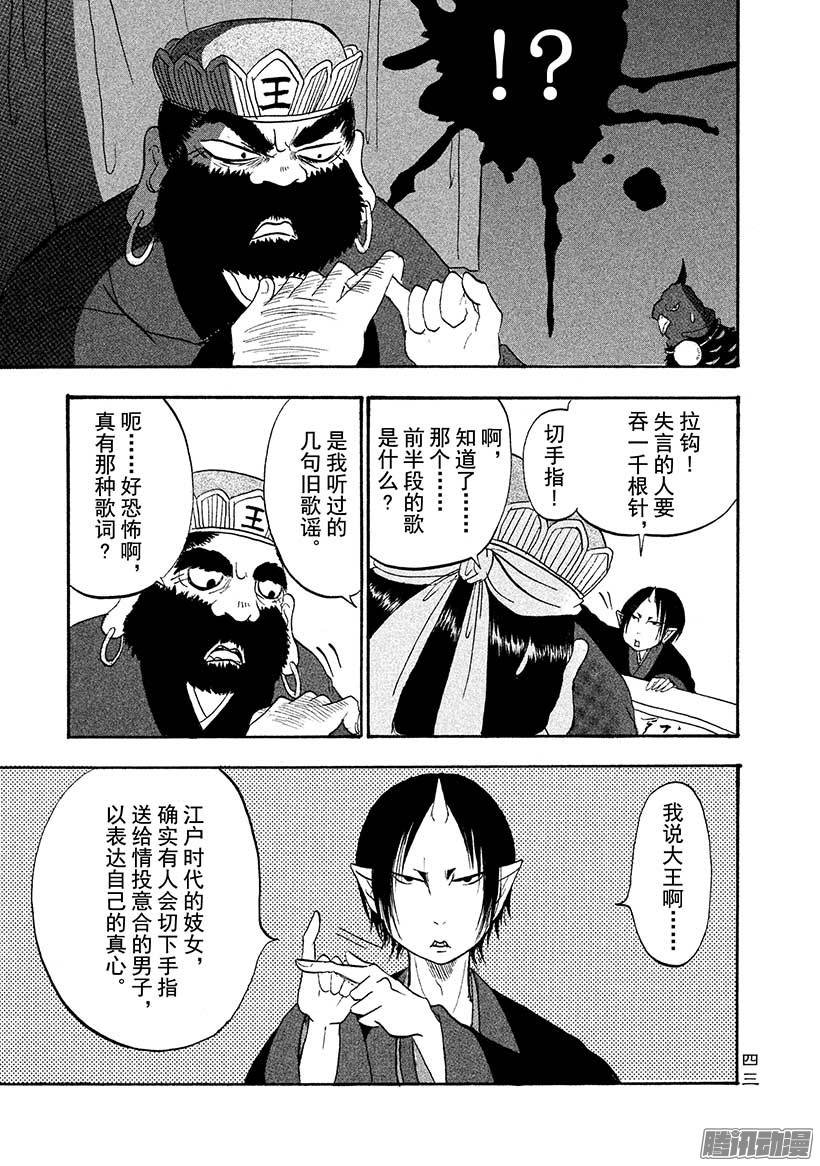 ！？
王
拉钩！
失言的人要
吞一千根针，
切手指！
啊，
知道了……
那个……
前半段的歌
是什么？
是我听过的
几句旧歌谣。
呃……好恐怖啊，
真有那种歌词？
王
我说大王啊……
江户时代的妓女，
确实有人会切下手指
送给情投意合的男子，
以表达自己的真心。
四三
腾讯动漫